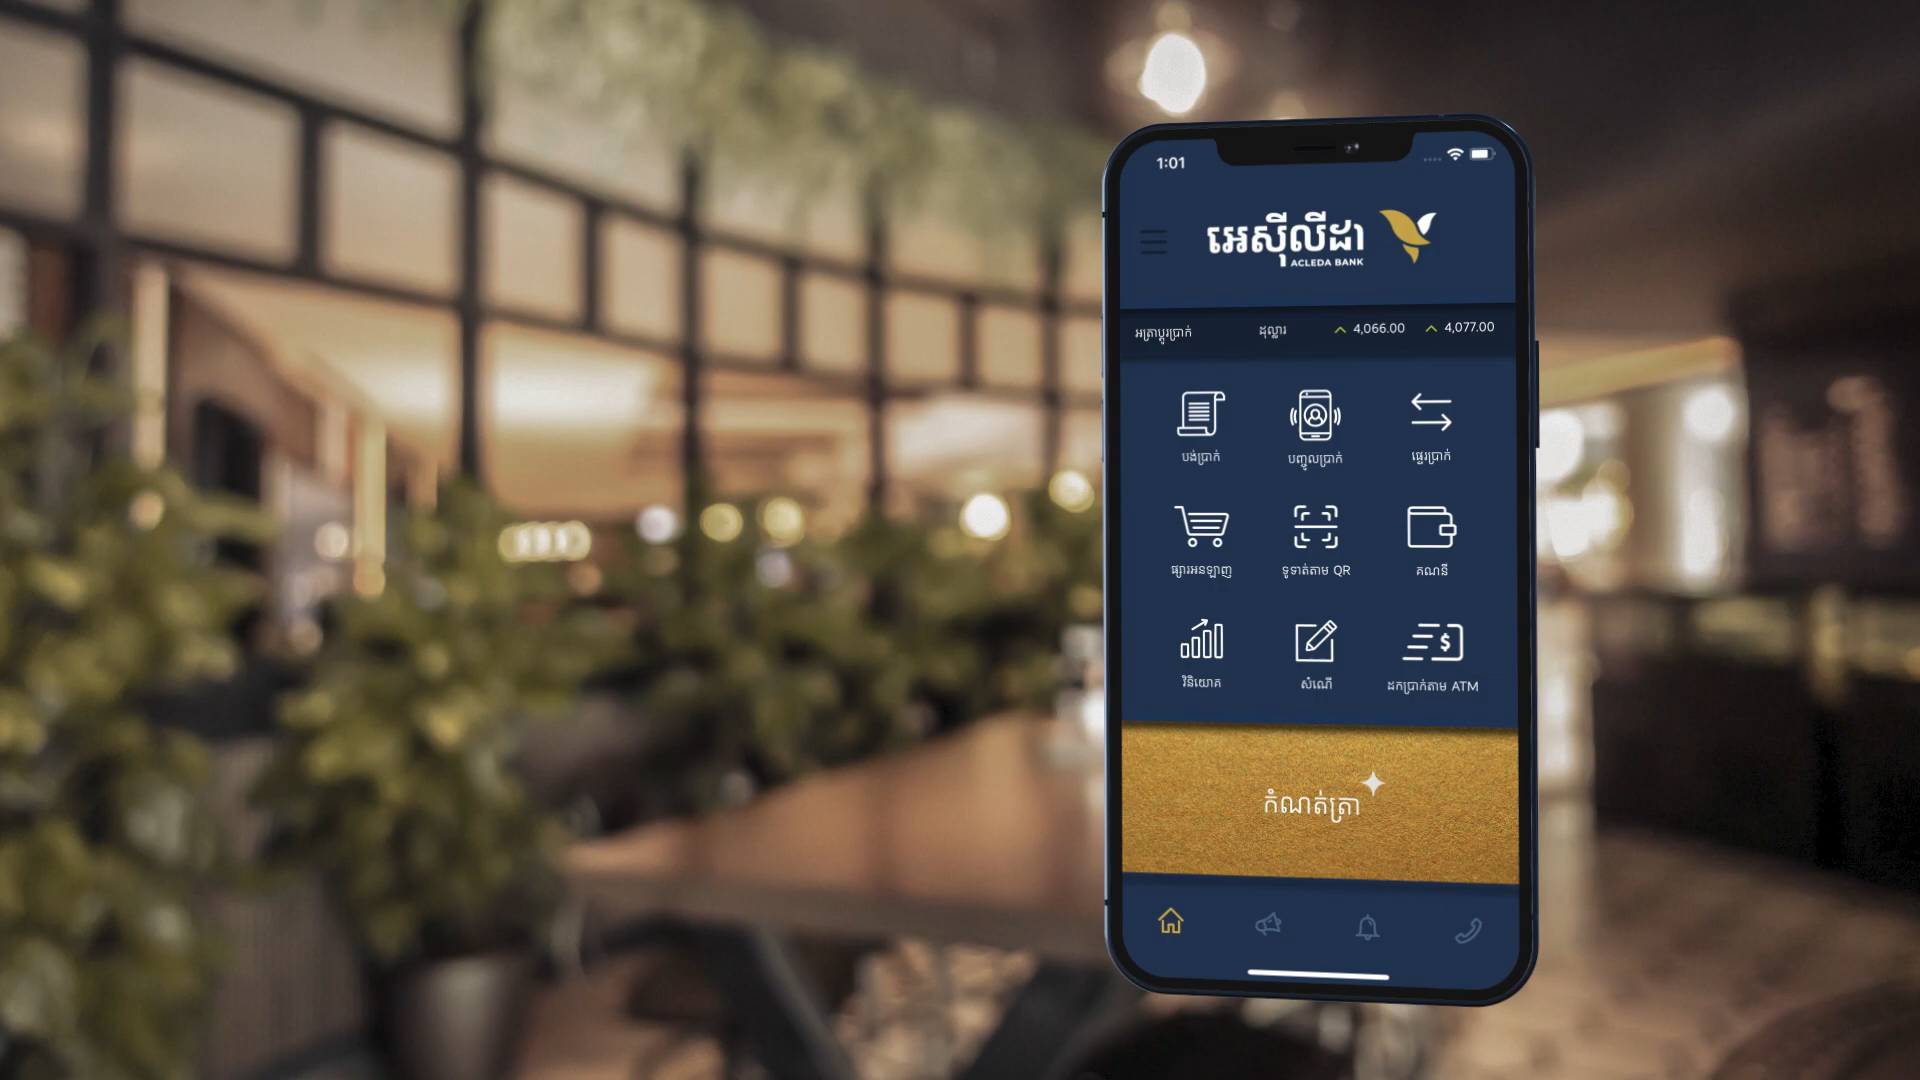 1:01
អេស៊ីលីដា
ACLEDA BANK
អត្រាប្តូរប្រាក់ ដុល្លារ 4,066.00 4,077.00
បង់ប្រាក់ បញ្ចូលប្រាក់ ផ្ទេរប្រាក់
ផ្សារអនឡាញ ទូទាត់តាម QR គណនី
វិនិយោគ សំណើ ដកប្រាក់តាម ATM
កំណត់ត្រា